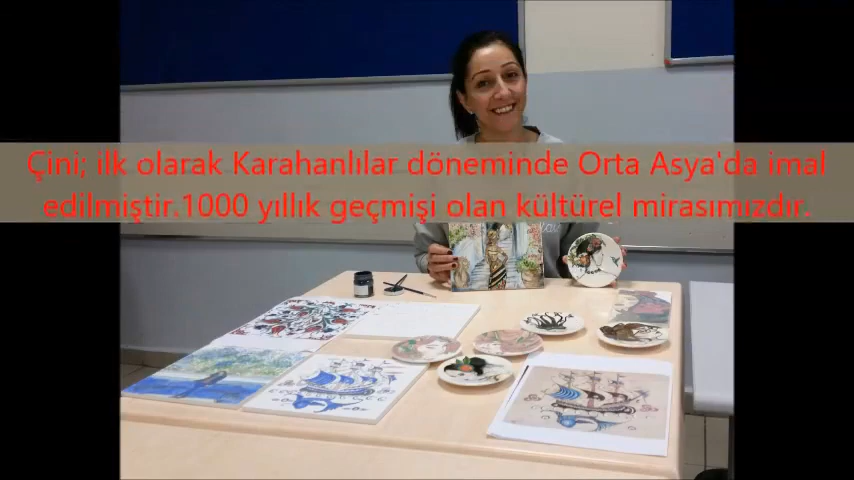 Çini; ilk olarak Karahanlılar döneminde Orta Asya'da imal
edilmiştir.1000 yıllık geçmişi olan kültürel mirasımızdır.